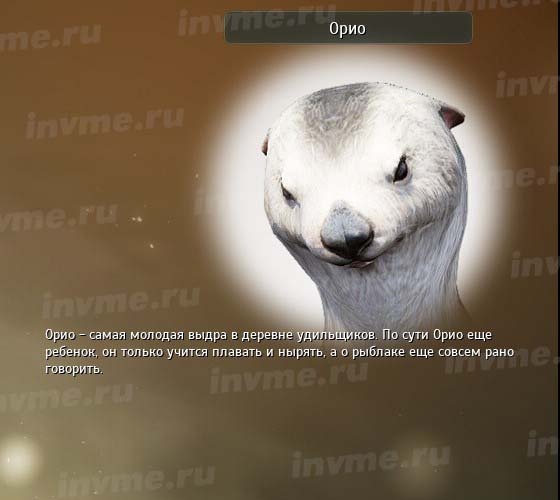 Орио
Орио - самая молодая выдра в деревне удильщиков. По сути Орио еще
ребенок, он только учится плавать и нырять, а о рыблаке еще совсем рано
говорить.
invme.ru
invme.ru
invme.ru
invme.ru
invme.ru
invme.ru
invme.ru
invme.ru
invme.ru
invme.ru